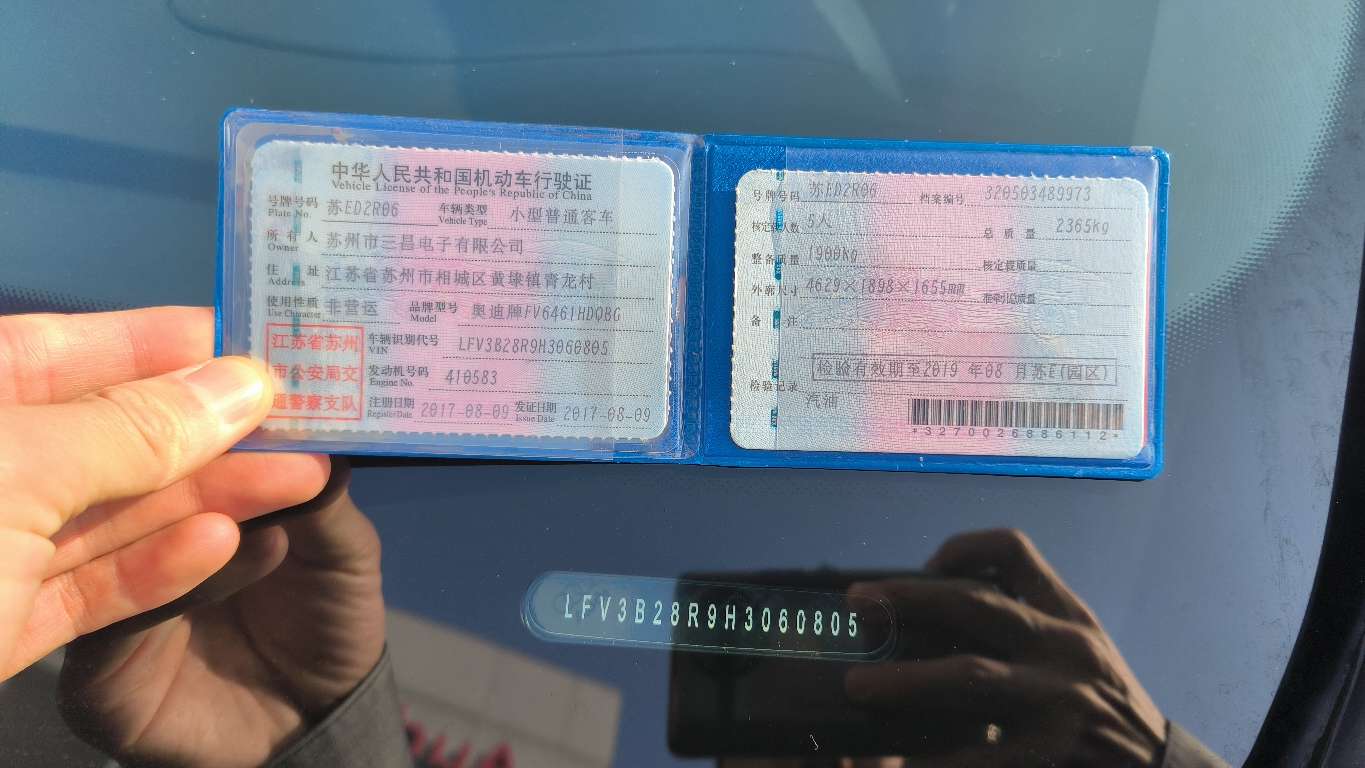 中华人民共和国机动车行驶证
Vehicle License of the People's Republic of China
号牌号码 苏ED2R06 车辆类型 小型普通客车
Plate No. Vehicle Type
所有人 苏州市三昌电子有限公司
Owner
住址 江苏省苏州市相城区黄埭镇青龙村
Address
使用性质 非营运 品牌型号 奥迪牌FV6461HDQBG
Use Character Model
江苏省苏州
市公安局交
通警察支队
车辆识别代号 LFV3B28R9H3060805
VIN
发动机号码 410583
Engine No.
注册日期 2017-08-09 发证日期 2017-08-09
Register Date Issue Date
号牌号码 苏ED2R06 档案编号 320503489973
核定载人数 5人 总质量 2365kg
整备质量 1900kg 核定载质量
外廓尺寸 4629×1898×1655mm 准牵引总质量
备注
检验记录 检验有效期至2019年08月苏E(园区)
汽油
*3270026886112*
LFV3B28R9H3060805